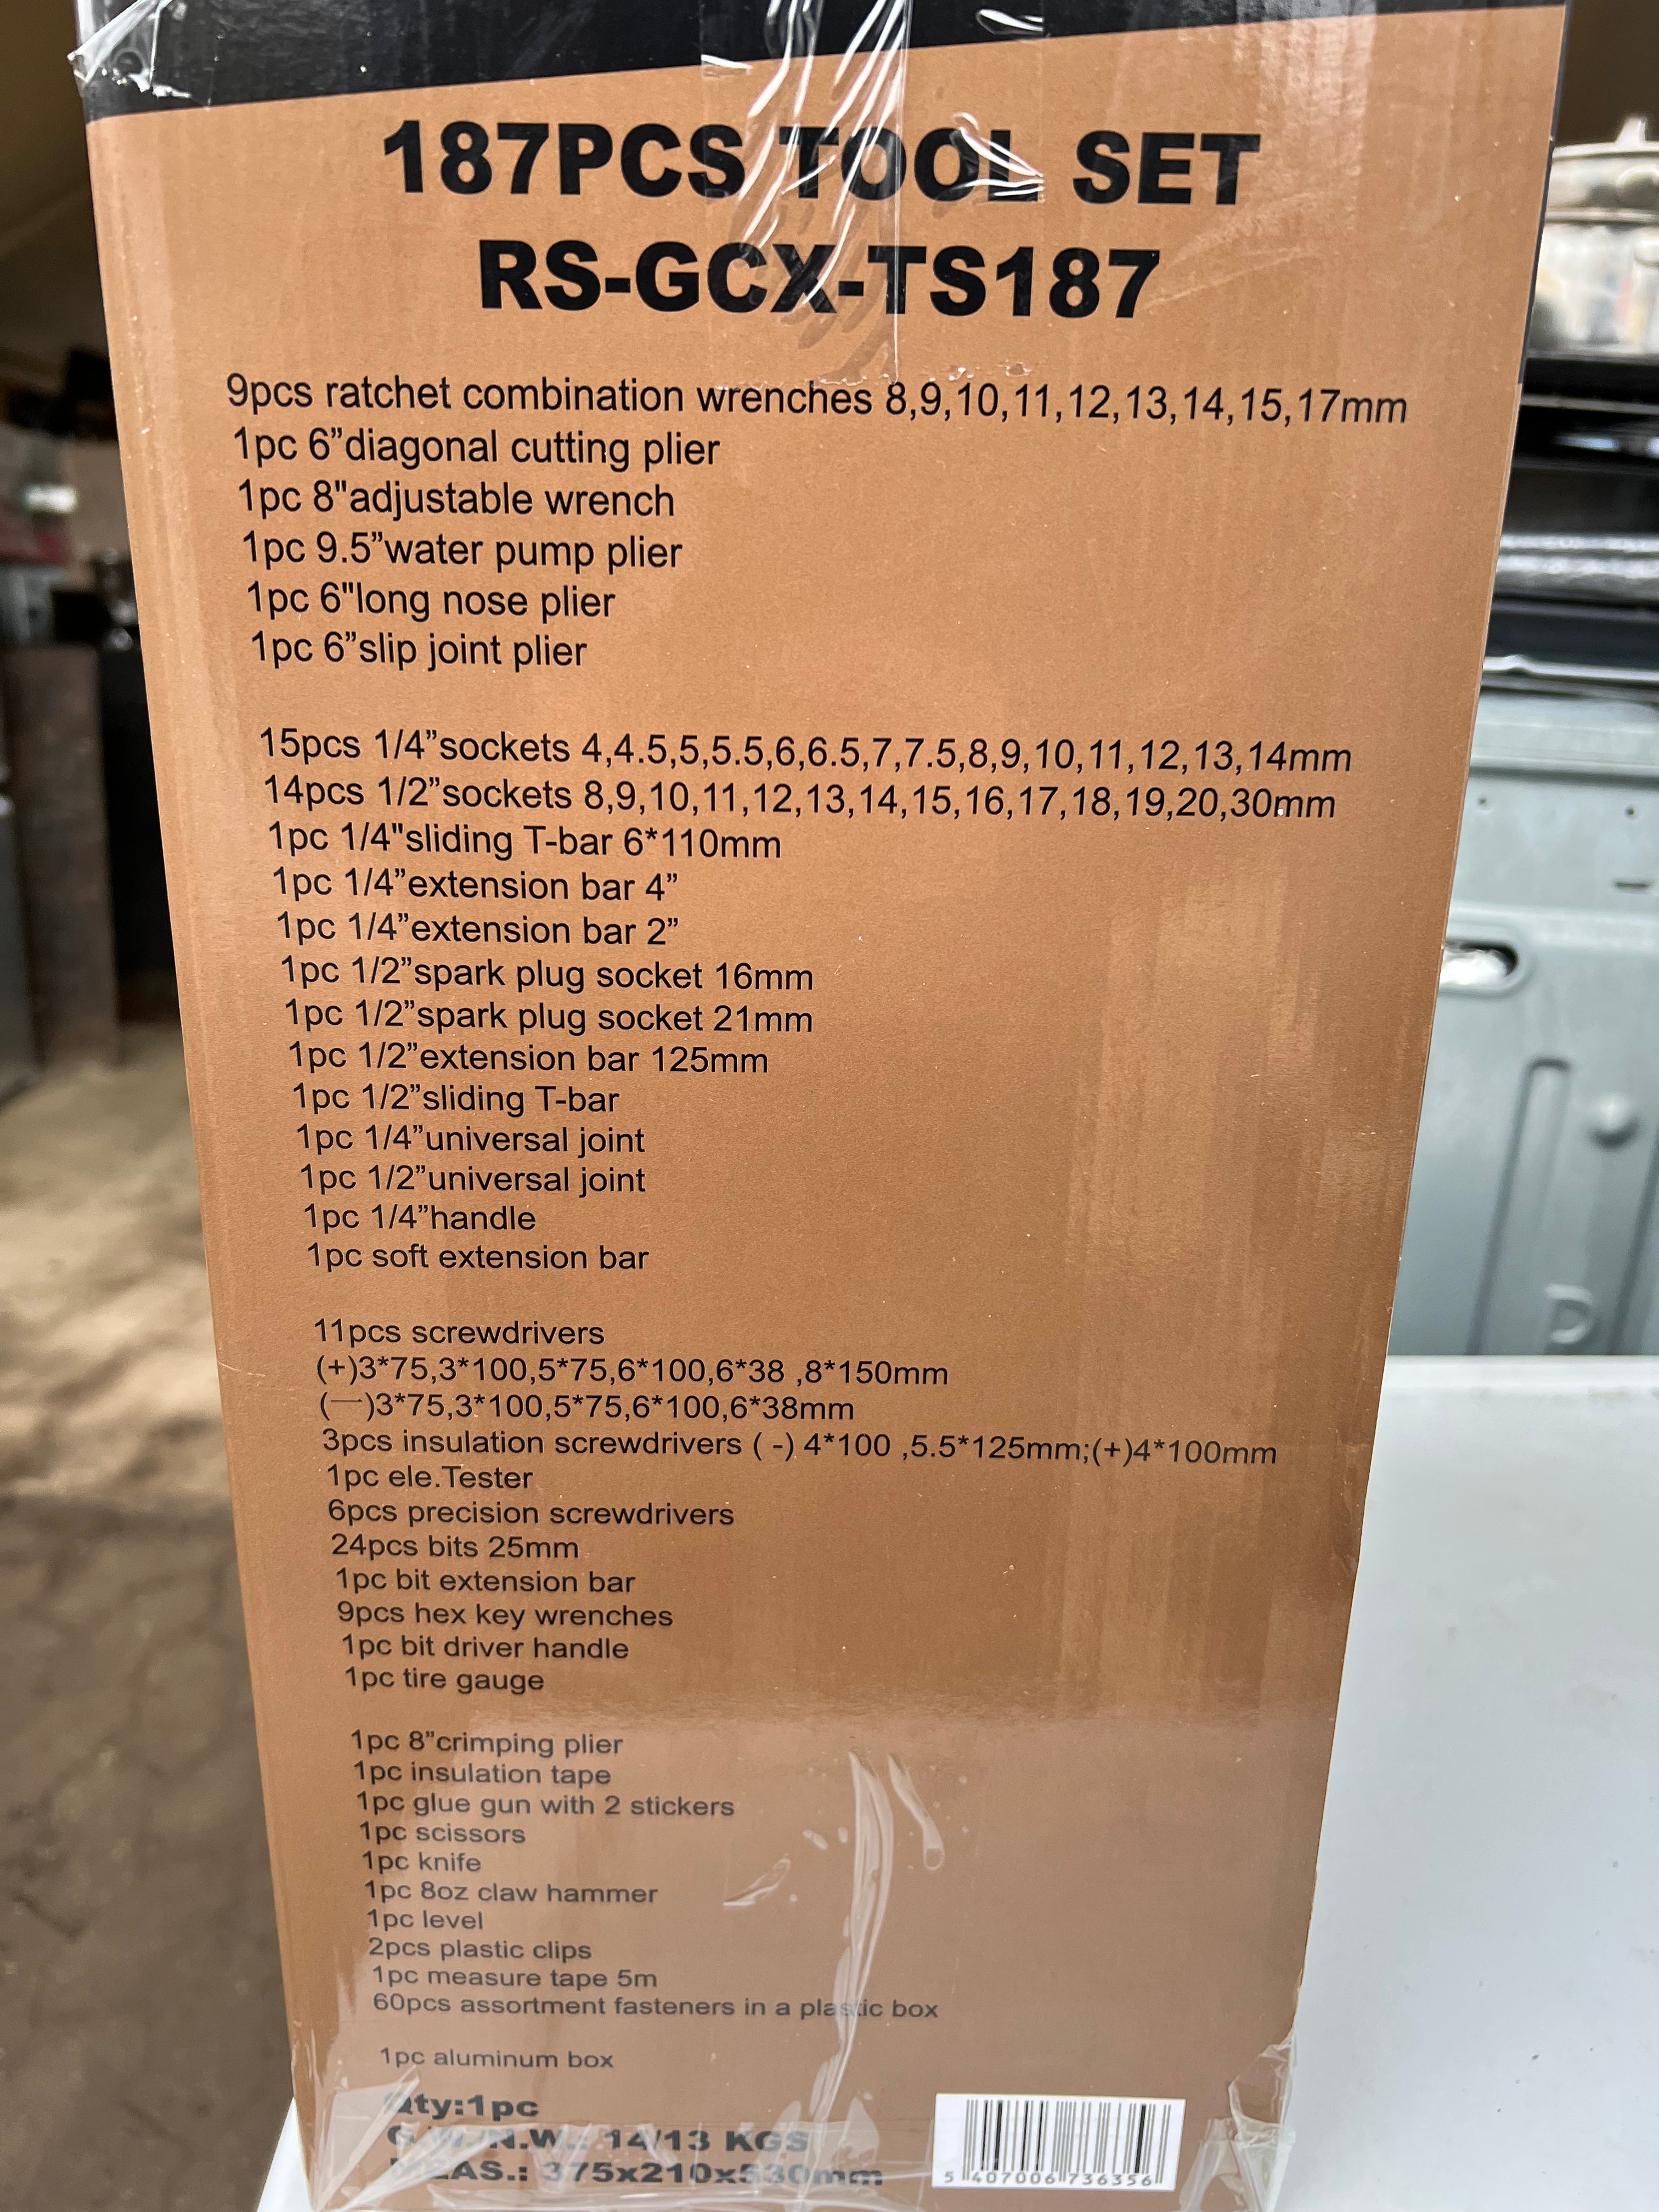 187PCS TOOL SET
RS-GCX-TS187
9pcs ratchet combination wrenches 8,9,10,11,12,13,14,15,17mm
1pc 6”diagonal cutting plier
1pc 8"adjustable wrench
1pc 9.5”water pump plier
1pc 6"long nose plier
1pc 6”slip joint plier
15pcs 1/4”sockets 4,4.5,5,5.5,6,6.5,7,7.5,8,9,10,11,12,13,14mm
14pcs 1/2”sockets 8,9,10,11,12,13,14,15,16,17,18,19,20,30mm
1pc 1/4"sliding T-bar 6*110mm
1pc 1/4”extension bar 4”
1pc 1/4”extension bar 2”
1pc 1/2”spark plug socket 16mm
1pc 1/2”spark plug socket 21mm
1pc 1/2”extension bar 125mm
1pc 1/2”sliding T-bar
1pc 1/4”universal joint
1pc 1/2”universal joint
1pc 1/4”handle
1pc soft extension bar
11pcs screwdrivers
(+)3*75,3*100,5*75,6*100,6*38 ,8*150mm
(—)3*75,3*100,5*75,6*100,6*38mm
3pcs insulation screwdrivers ( -) 4*100 ,5.5*125mm;(+)4*100mm
1pc ele.Tester
6pcs precision screwdrivers
24pcs bits 25mm
1pc bit extension bar
9pcs hex key wrenches
1pc bit driver handle
1pc tire gauge
1pc 8”crimping plier
1pc insulation tape
1pc glue gun with 2 stickers
1pc scissors
1pc knife
1pc 8oz claw hammer
1pc level
2pcs plastic clips
1pc measure tape 5m
60pcs assortment fasteners in a plastic box
1pc aluminum box
Qty:1pc
G.W./N.W.: 14/13 KGS
MEAS.: 375x210x530mm
5 407006 736356